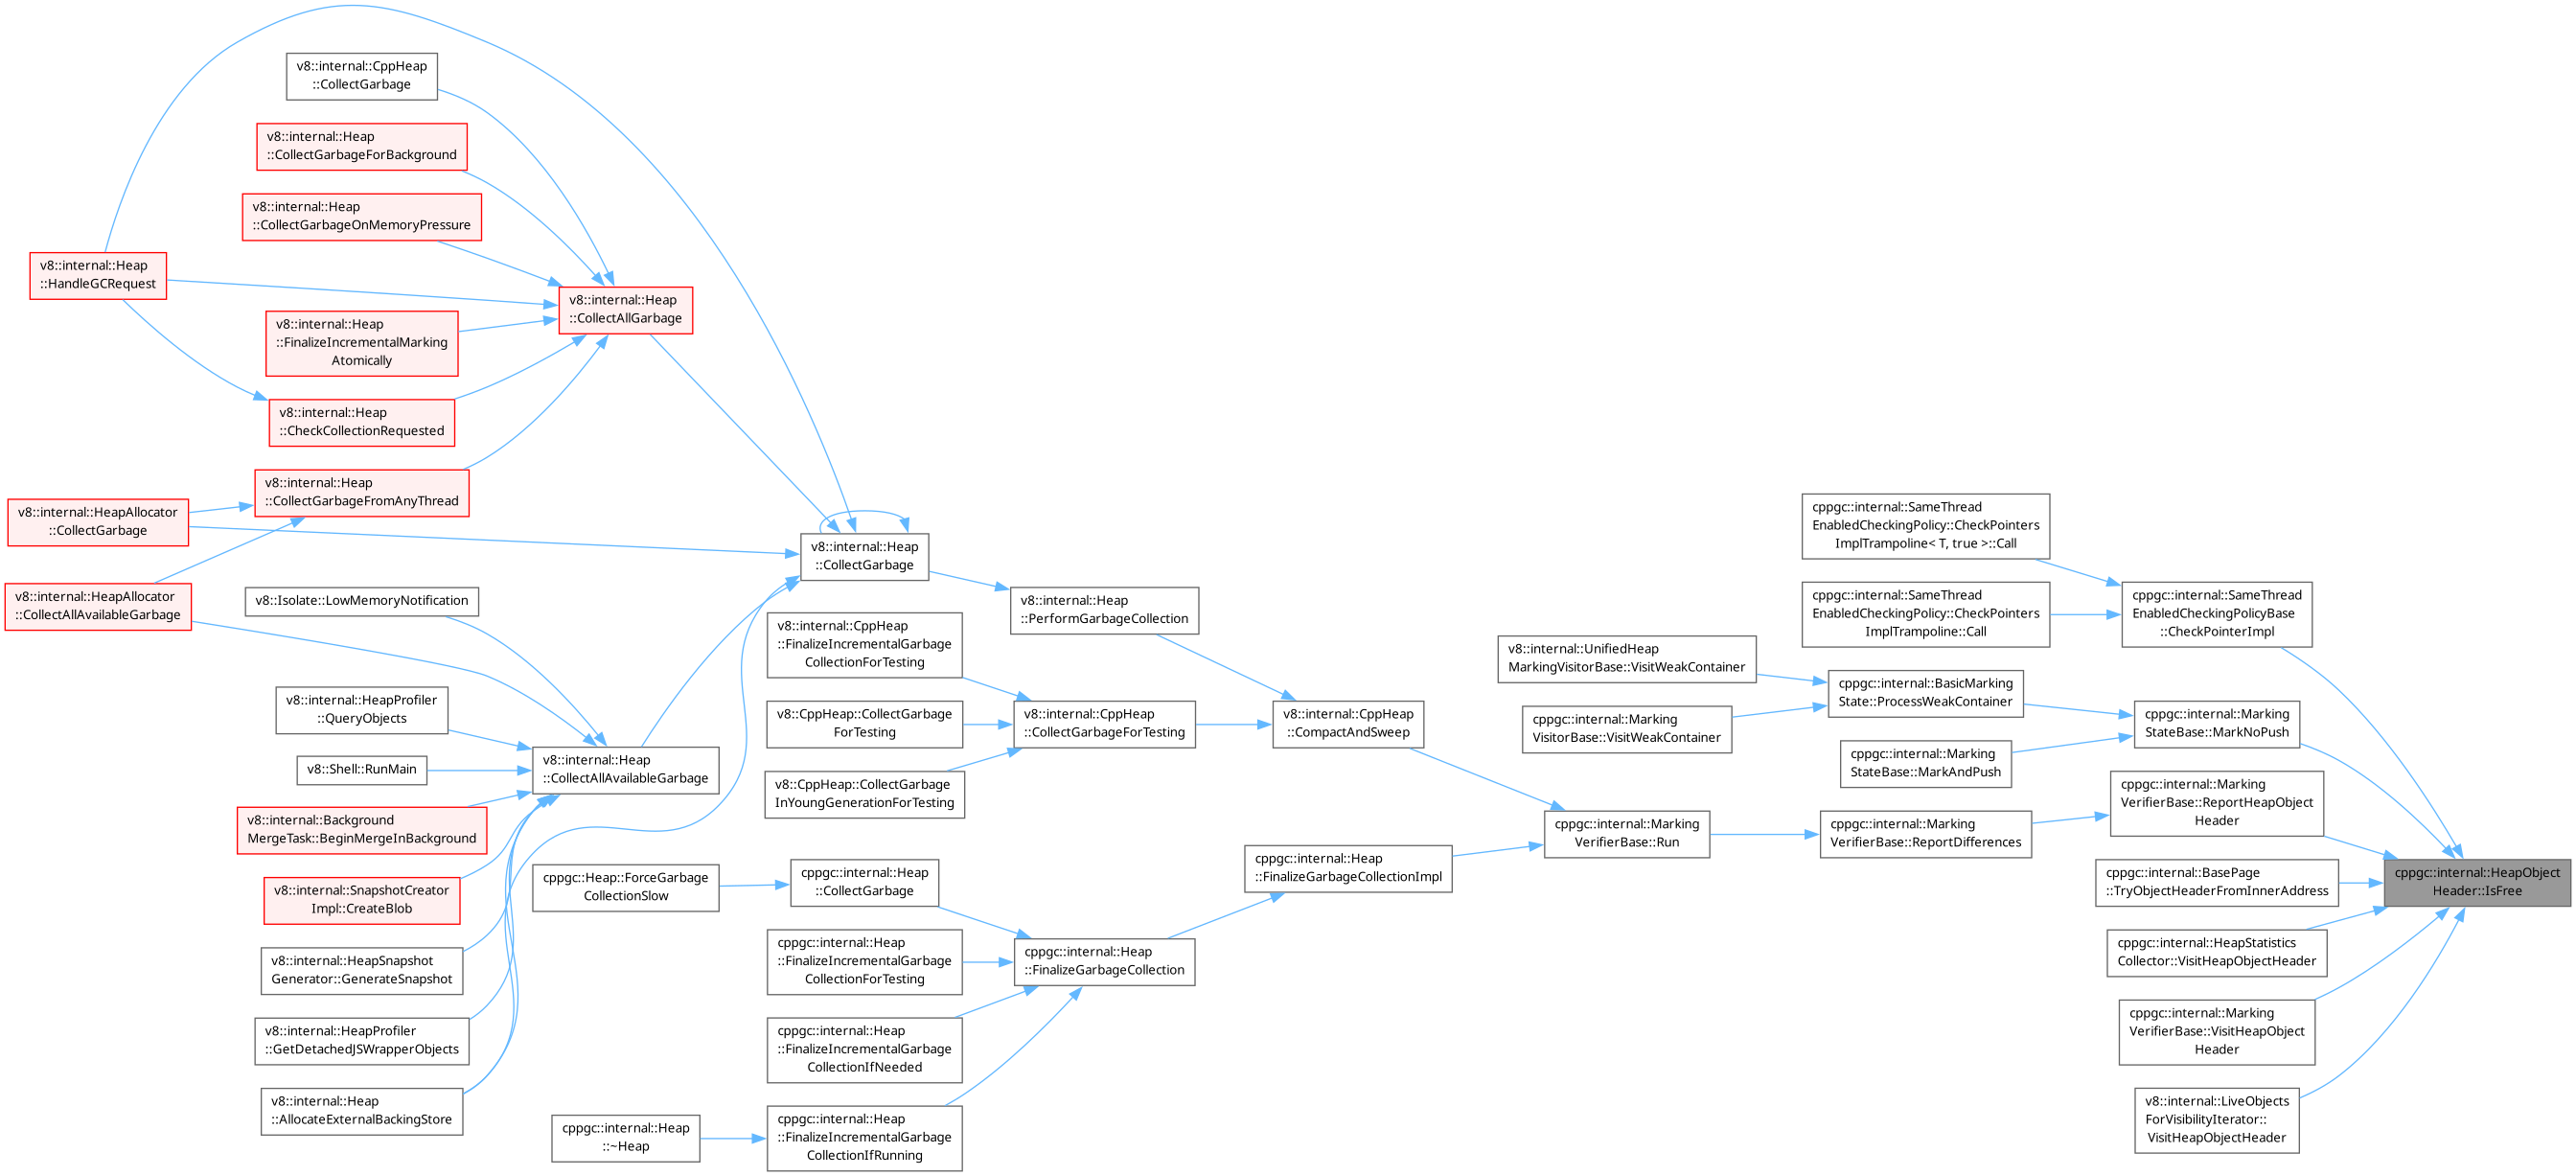 v8::internal::CppHeap
::CollectGarbage
v8::internal::Heap
::CollectGarbageForBackground
v8::internal::Heap
::CollectGarbageOnMemoryPressure
v8::internal::Heap
::HandleGCRequest
v8::internal::Heap
::CollectAllGarbage
v8::internal::Heap
::FinalizeIncrementalMarking
Atomically
v8::internal::Heap
::CheckCollectionRequested
v8::internal::Heap
::CollectGarbageFromAnyThread
v8::internal::HeapAllocator
::CollectGarbage
v8::internal::HeapAllocator
::CollectAllAvailableGarbage
v8::Isolate::LowMemoryNotification
v8::internal::HeapProfiler
::QueryObjects
v8::Shell::RunMain
v8::internal::Background
MergeTask::BeginMergeInBackground
v8::internal::SnapshotCreator
Impl::CreateBlob
v8::internal::HeapSnapshot
Generator::GenerateSnapshot
v8::internal::HeapProfiler
::GetDetachedJSWrapperObjects
v8::internal::Heap
::AllocateExternalBackingStore
v8::internal::Heap
::CollectAllAvailableGarbage
v8::internal::Heap
::CollectGarbage
v8::internal::Heap
::PerformGarbageCollection
v8::internal::CppHeap
::FinalizeIncrementalGarbage
CollectionForTesting
v8::CppHeap::CollectGarbage
ForTesting
v8::CppHeap::CollectGarbage
InYoungGenerationForTesting
v8::internal::CppHeap
::CollectGarbageForTesting
v8::internal::CppHeap
::CompactAndSweep
cppgc::Heap::ForceGarbage
CollectionSlow
cppgc::internal::Heap
::CollectGarbage
cppgc::internal::Heap
::FinalizeIncrementalGarbage
CollectionForTesting
cppgc::internal::Heap
::FinalizeIncrementalGarbage
CollectionIfNeeded
cppgc::internal::Heap
::FinalizeIncrementalGarbage
CollectionIfRunning
cppgc::internal::Heap
::~Heap
cppgc::internal::Heap
::FinalizeGarbageCollection
cppgc::internal::Heap
::FinalizeGarbageCollectionImpl
cppgc::internal::Marking
VerifierBase::Run
cppgc::internal::Marking
VerifierBase::ReportDifferences
cppgc::internal::SameThread
EnabledCheckingPolicy::CheckPointers
ImplTrampoline< T, true >::Call
cppgc::internal::SameThread
EnabledCheckingPolicy::CheckPointers
ImplTrampoline::Call
cppgc::internal::SameThread
EnabledCheckingPolicyBase
::CheckPointerImpl
v8::internal::UnifiedHeap
MarkingVisitorBase::VisitWeakContainer
cppgc::internal::Marking
VisitorBase::VisitWeakContainer
cppgc::internal::BasicMarking
State::ProcessWeakContainer
cppgc::internal::Marking
StateBase::MarkAndPush
cppgc::internal::Marking
StateBase::MarkNoPush
cppgc::internal::Marking
VerifierBase::ReportHeapObject
Header
cppgc::internal::BasePage
::TryObjectHeaderFromInnerAddress
cppgc::internal::HeapStatistics
Collector::VisitHeapObjectHeader
cppgc::internal::Marking
VerifierBase::VisitHeapObject
Header
v8::internal::LiveObjects
ForVisibilityIterator::
VisitHeapObjectHeader
cppgc::internal::HeapObject
Header::IsFree